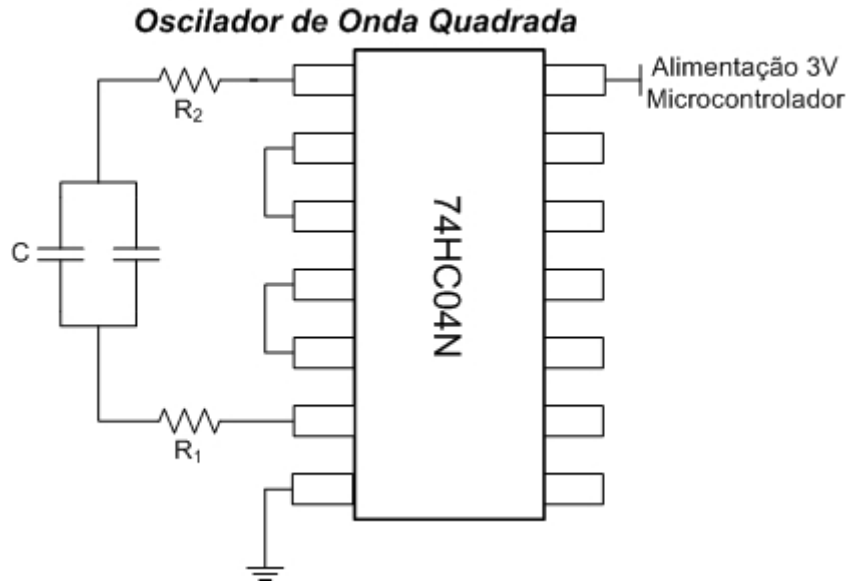 Oscilador de Onda Quadrada
Alimentação 3V
Microcontrolador
R2
C
74HC04N
R1